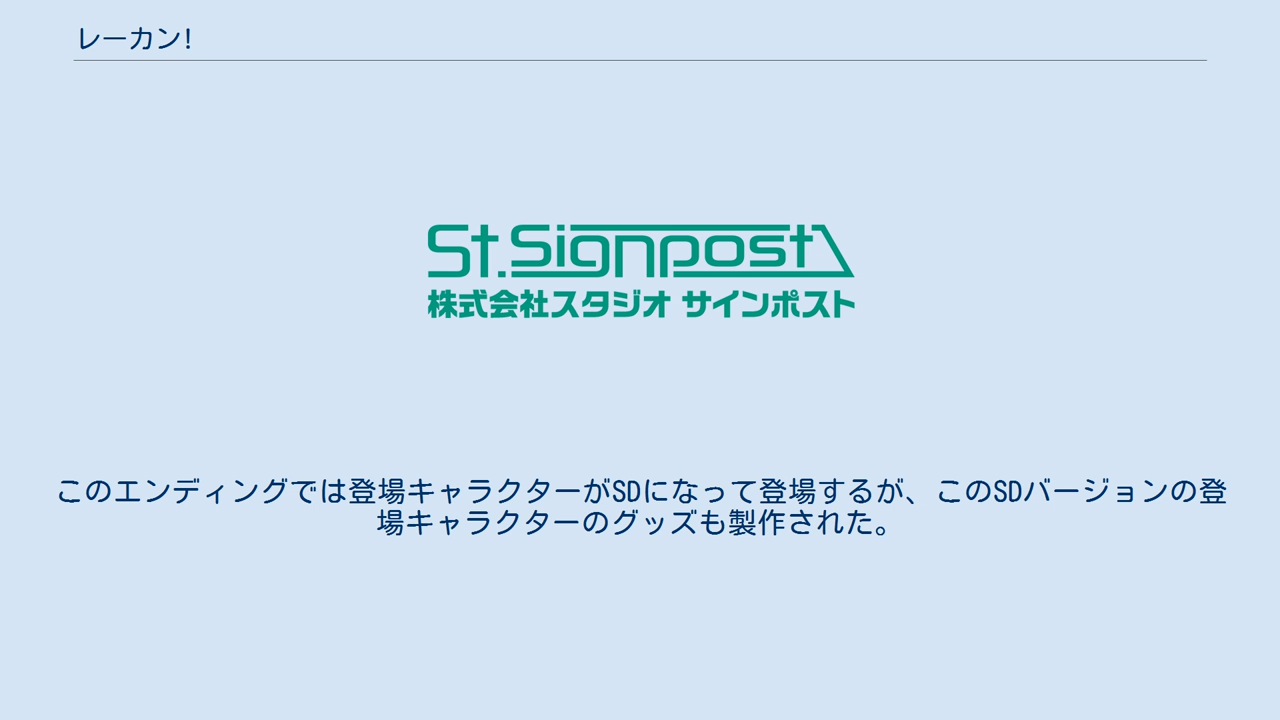 レーカン!
St.Signpost
株式会社スタジオ サインポスト
このエンディングでは登場キャラクターがSDになって登場するが、このSDバージョンの登
場キャラクターのグッズも製作された。